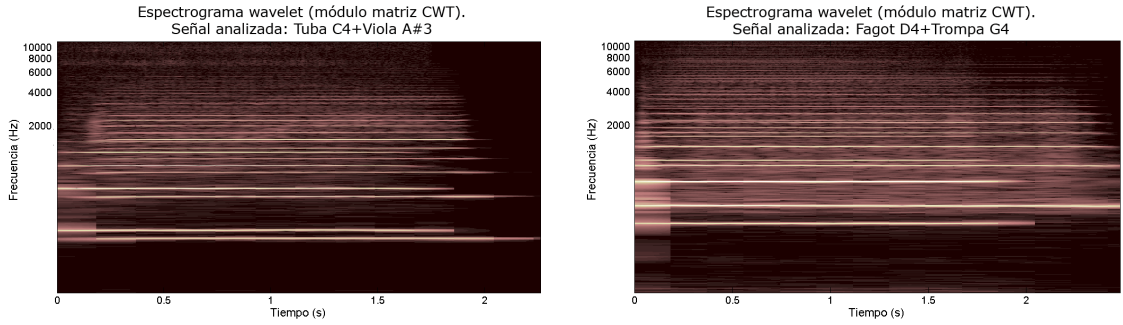 Espectrograma wavelet (módulo matriz CWT).
Señal analizada: Tuba C4+Viola A#3
10000
8000
6000
4000
2000
Frecuencia (Hz)
0
0.5
1
1.5
2
Tiempo (s)
Espectrograma wavelet (módulo matriz CWT).
Señal analizada: Fagot D4+Trompa G4
10000
8000
6000
4000
2000
Frecuencia (Hz)
0
0.5
1
1.5
2
Tiempo (s)